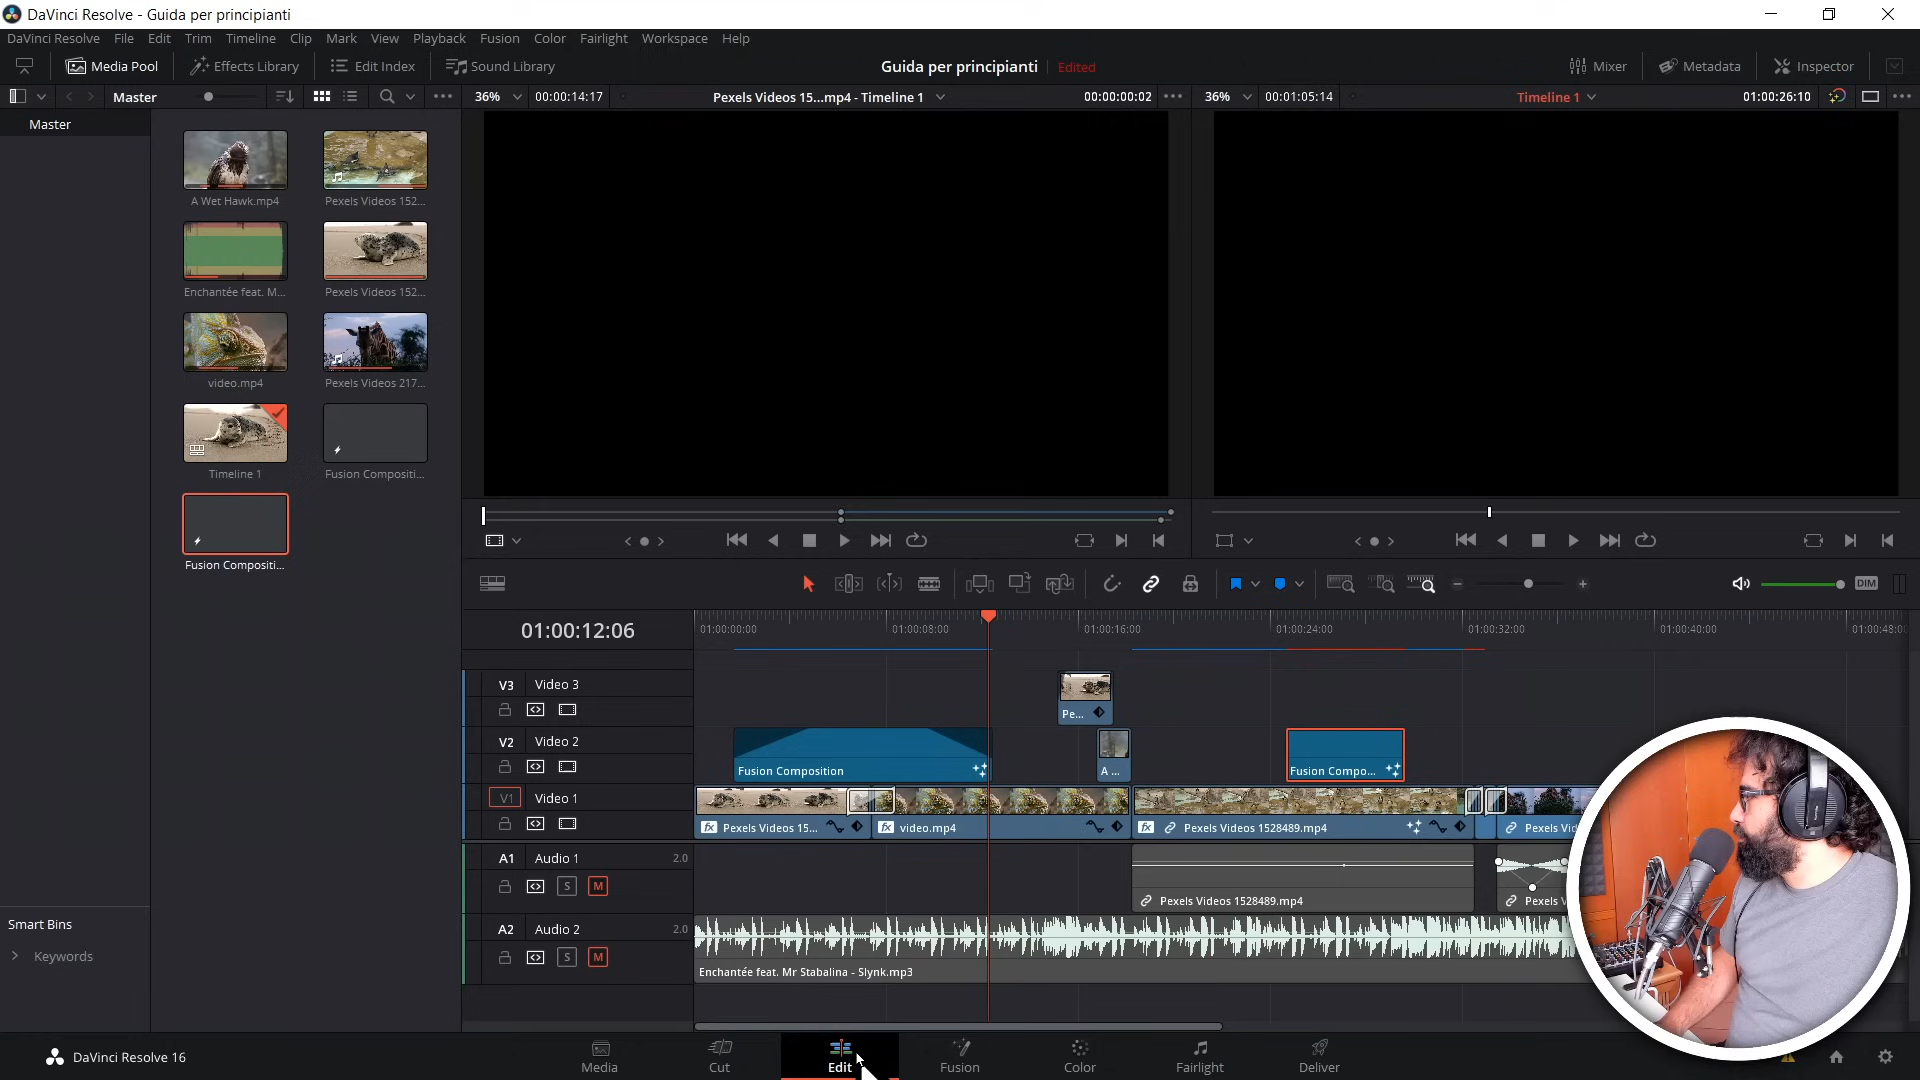 DaVinci Resolve - Guida per principianti
DaVinci Resolve File Edit Trim Timeline Clip Mark View Playback Fusion Color Fairlight Workspace Help
Media Pool Effects Library Edit Index Sound Library Guida per principianti Edited Mixer Metadata Inspector
Master 36% 00:00:14:17 Pexels Videos 15...mp4 - Timeline 1 00:00:00:02 36% 00:01:05:14 Timeline 1 01:00:26:10
Master
A Wet Hawk.mp4 Pexels Videos 152...
Enchantée feat. M... Pexels Videos 152...
video.mp4 Pexels Videos 217...
Timeline 1 Fusion Compositi...
Fusion Compositi...
DIM
01:00:12:06 01:00:00:00 01:00:08:00 01:00:16:00 01:00:24:00 01:00:32:00 01:00:40:00 01:00:48:0
V3 Video 3
Pe...
V2 Video 2
Fusion Composition A ... Fusion Compo...
V1 Video 1
Pexels Videos 15... video.mp4 Pexels Videos 1528489.mp4 Pexels Vid
A1 Audio 1 2.0
S M
Pexels Videos 1528489.mp4 Pexels V
A2 Audio 2 2.0
S M
Enchantée feat. Mr Stabalina - Slynk.mp3
Smart Bins
Keywords
DaVinci Resolve 16 Media Cut Edit Fusion Color Fairlight Deliver